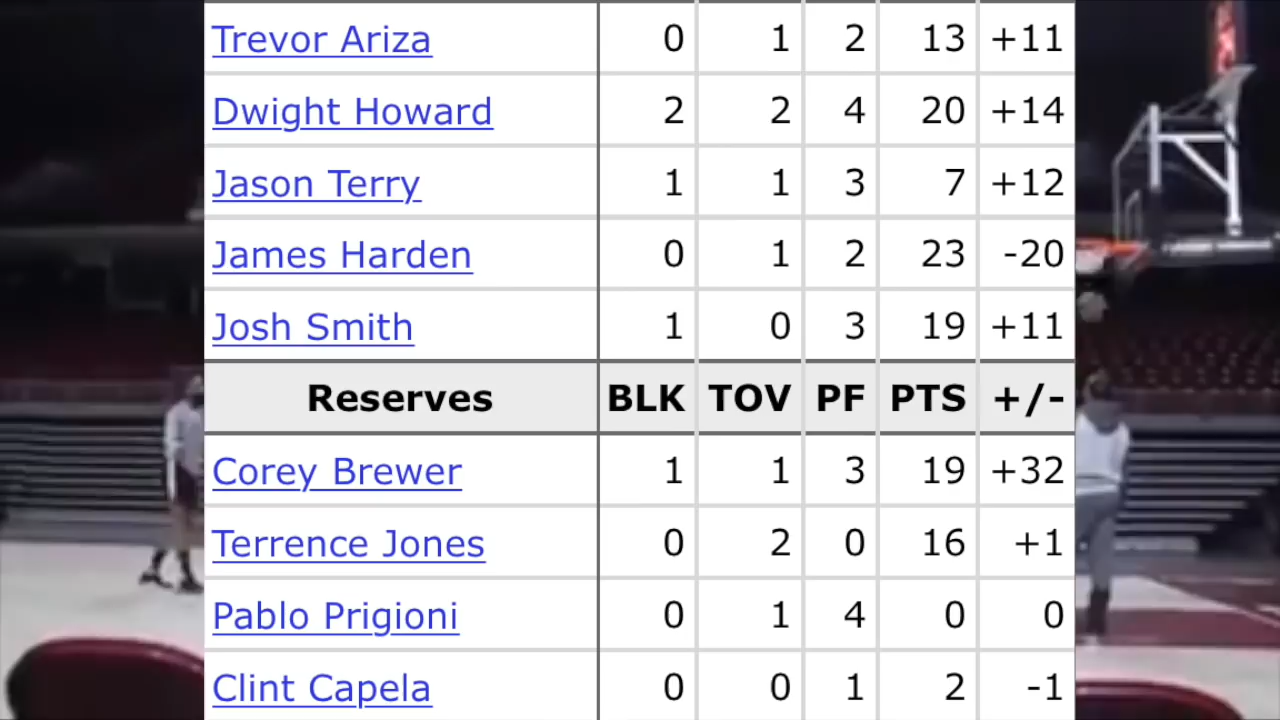 Trevor Ariza 0 1 2 13 +11
Dwight Howard 2 2 4 20 +14
Jason Terry 1 1 3 7 +12
James Harden 0 1 2 23 -20
Josh Smith 1 0 3 19 +11
Reserves BLK TOV PF PTS +/-
Corey Brewer 1 1 3 19 +32
Terrence Jones 0 2 0 16 +1
Pablo Prigioni 0 1 4 0 0
Clint Capela 0 0 1 2 -1